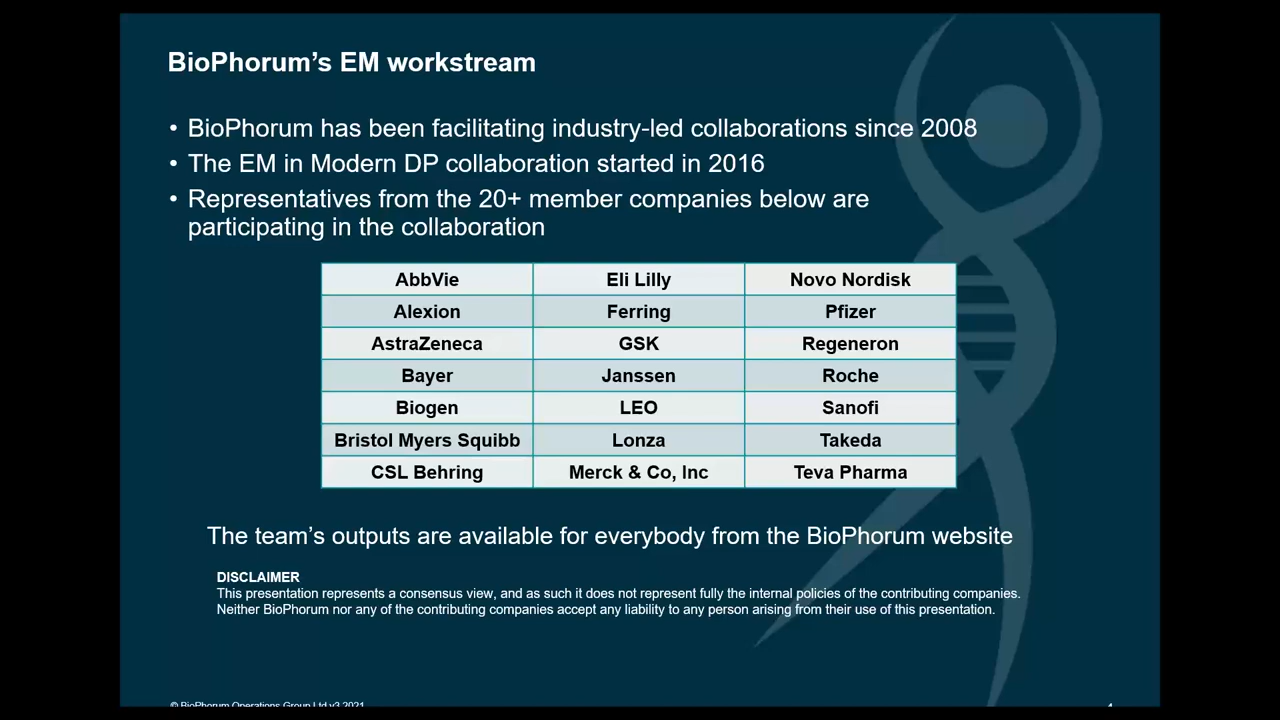 BioPhorum’s EM workstream
• BioPhorum has been facilitating industry-led collaborations since 2008
• The EM in Modern DP collaboration started in 2016
• Representatives from the 20+ member companies below are
participating in the collaboration
AbbVie Eli Lilly Novo Nordisk
Alexion Ferring Pfizer
AstraZeneca GSK Regeneron
Bayer Janssen Roche
Biogen LEO Sanofi
Bristol Myers Squibb Lonza Takeda
CSL Behring Merck & Co, Inc Teva Pharma
The team’s outputs are available for everybody from the BioPhorum website
DISCLAIMER
This presentation represents a consensus view, and as such it does not represent fully the internal policies of the contributing companies.
Neither BioPhorum nor any of the contributing companies accept any liability to any person arising from their use of this presentation.
© BioPhorum Operations Group Ltd v3 2021